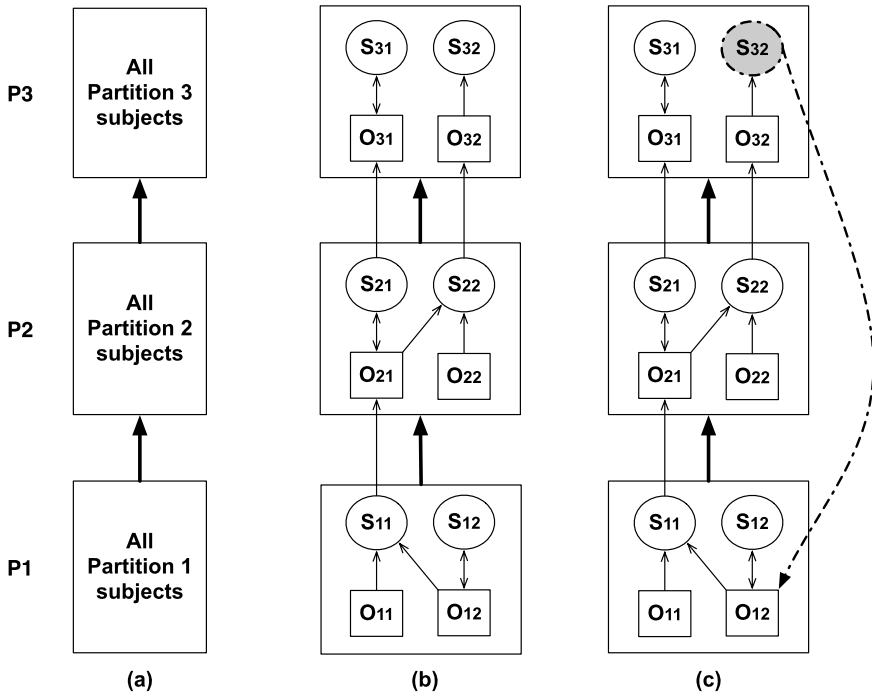 P3
All
Partition 3
subjects
S31
S32
O31
O32
S31
S32
O31
O32
P2
All
Partition 2
subjects
S21
S22
O21
O22
S21
S22
O21
O22
P1
All
Partition 1
subjects
S11
S12
O11
O12
S11
S12
O11
O12
(a)
(b)
(c)